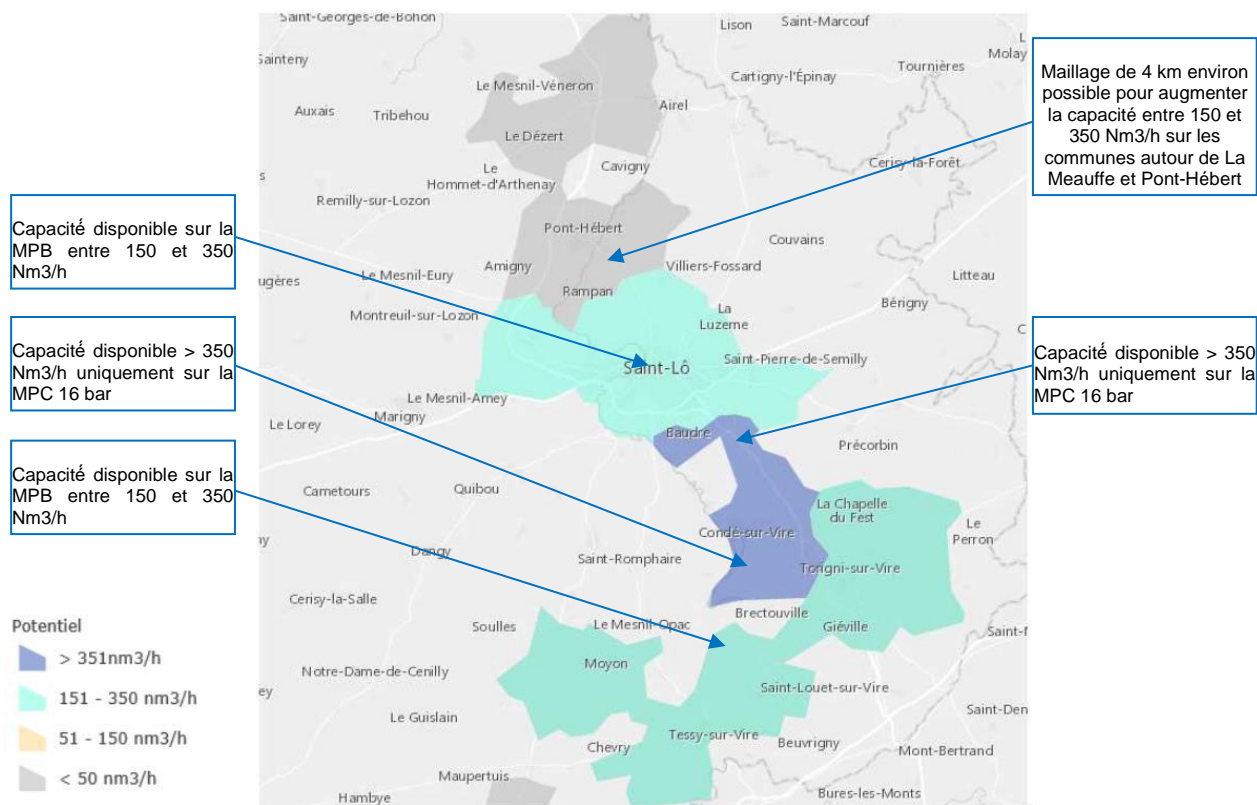 Saint-Georges-de-Bohon
Lison
Saint-Marcouf
Molay
Sainteny
Tournières
Cartigny-l'Épinay
Le Mesnil-Véneron
Airel
Auxais
Tribehou
Le Dézert
Cavigny
Cerisy-la-Forêt
Le
Hommet-d'Arthenay
Remilly-sur-Lozon
Pont-Hébert
Couvains
Amigny
Villiers-Fossard
Le Mesnil-Eury
Litteau
ugères
Rampan
Bérigny
Montreuil-sur-Lozon
La
Luzerne
Saint-Pierre-de-Semilly
Saint-Lô
Le Mesnil-Amey
Marigny
Le Lorey
Baudre
Précorbin
Cametours
Quibou
La Chapelle
du Fest
Le
Perron
Condé-sur-Vire
Dangy
Saint-Romphaire
Torigni-sur-Vire
Cerisy-la-Salle
Brectouville
Soulles
Le Mesnil-Opac
Giéville
Saint-
Moyon
Notre-Dame-de-Cenilly
Saint-Louet-sur-Vire
Le Guislain
Saint-Den
Tessy-sur-Vire
Beuvrigny
Chevry
Mont-Bertrand
Maupertuis
Hambye
Bures-les-Monts
Maillage de 4 km environ
possible pour augmenter
la capacité entre 150 et
350 Nm3/h sur les
communes autour de La
Meauffe et Pont-Hébert
Capacité disponible sur la
MPB entre 150 et 350
Nm3/h
Capacité disponible > 350
Nm3/h uniquement sur la
MPC 16 bar
Capacité disponible > 350
Nm3/h uniquement sur la
MPC 16 bar
Capacité disponible sur la
MPB entre 150 et 350
Nm3/h
Potentiel
> 351nm3/h
151 - 350 nm3/h
51 - 150 nm3/h
< 50 nm3/h